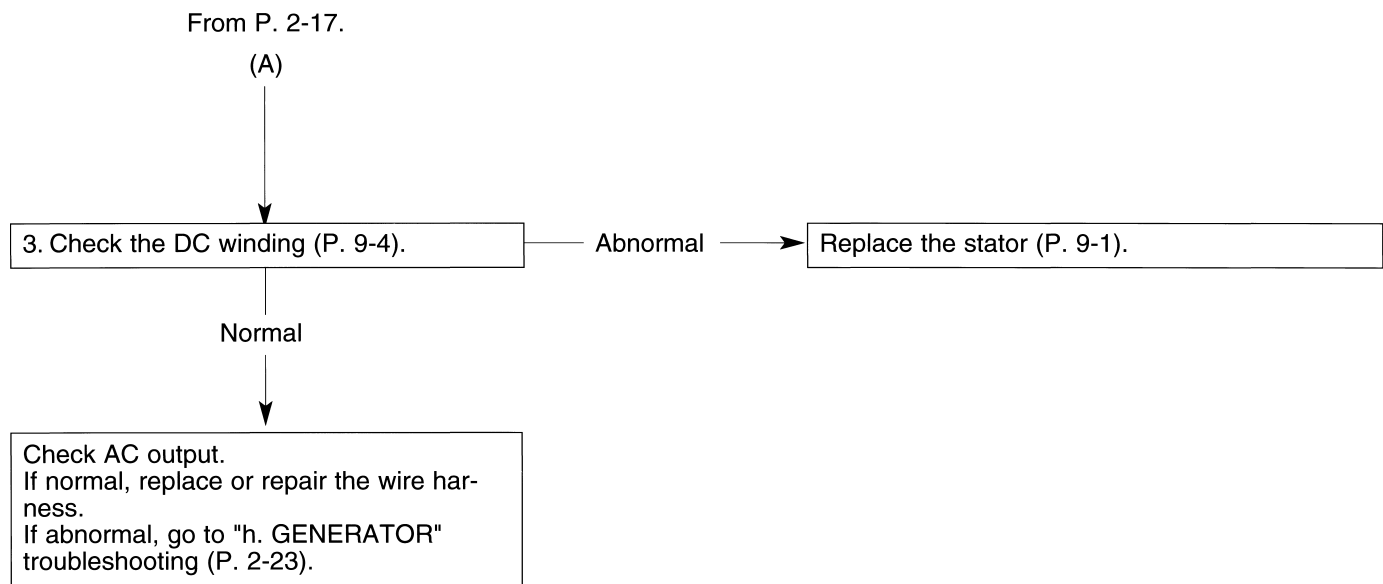 From P. 2-17.
(A)
3. Check the DC winding (P. 9-4).
Abnormal
Replace the stator (P. 9-1).
Normal
Check AC output.
If normal, replace or repair the wire har-
ness.
If abnormal, go to "h. GENERATOR"
troubleshooting (P. 2-23).